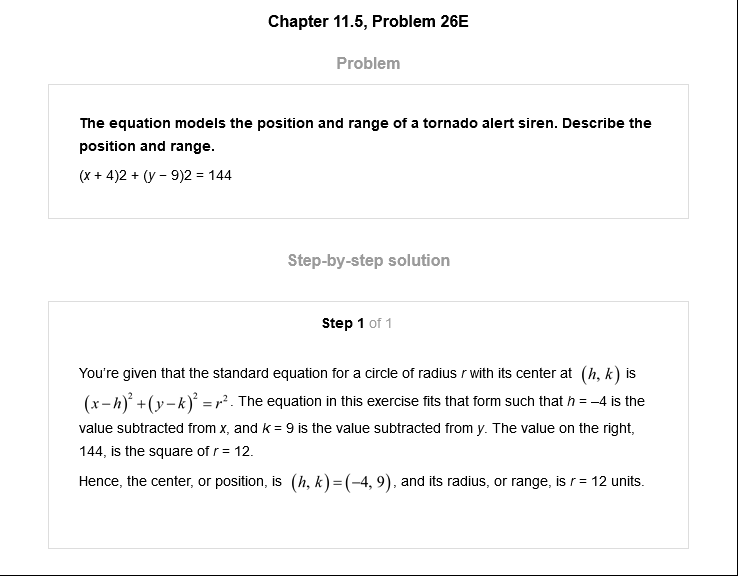 Chapter 11.5, Problem 26E
Problem
The equation models the position and range of a tornado alert siren. Describe the
position and range.
(x + 4)2 + (y − 9)2 = 144
Step-by-step solution
Step 1 of 1
You're given that the standard equation for a circle of radius r with its center at (h, k) is
(x−h)² +(y−k)² = r². The equation in this exercise fits that form such that h = –4 is the
value subtracted from x, and k = 9 is the value subtracted from y. The value on the right,
144, is the square of r = 12.
Hence, the center, or position, is (h, k)=(−4, 9), and its radius, or range, is r = 12 units.